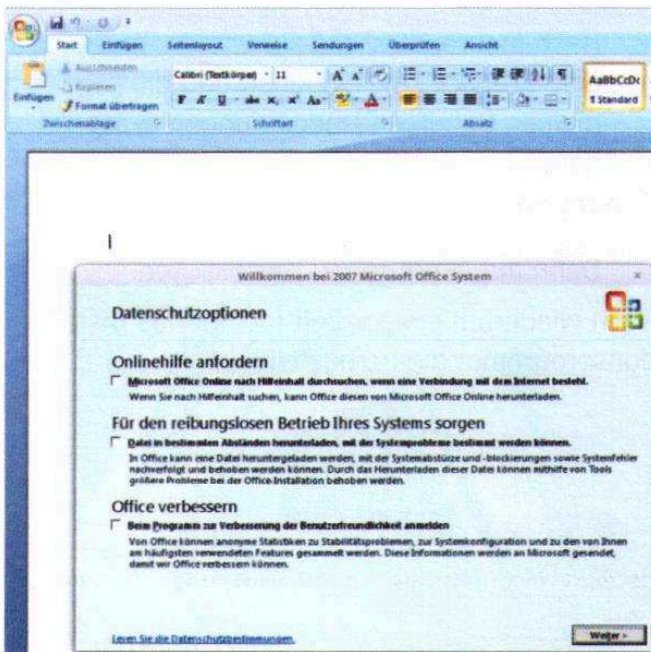 Start Einfügen Seitenlayout Verweise Sendungen Überprüfen Ansicht
Ausschneiden
Kopieren
Einfügen
Format übertragen
Calibri (Textkörper) 11
F K U abc x, x² Aa A
AaBbCcDc
¶ Standard
Zwischenablage Schriftart Absatz
Willkommen bei 2007 Microsoft Office System
Datenschutzoptionen
Onlinehilfe anfordern
Microsoft Office Online nach Hilfeinhalt durchsuchen, wenn eine Verbindung mit dem Internet besteht.
Wenn Sie nach Hilfeinhalt suchen, kann Office diesen von Microsoft Office Online herunterladen.
Für den reibungslosen Betrieb Ihres Systems sorgen
Datei in bestimmten Abständen herunterladen, mit der Systemprobleme bestimmt werden können.
In Office kann eine Datei heruntergeladen werden, mit der Systemabstürze und -blockierungen sowie Systemfehler
nachverfolgt und behoben werden können. Durch das Herunterladen dieser Datei können mithilfe von Tools
größere Probleme bei der Office-Installation behoben werden.
Office verbessern
Beim Programm zur Verbesserung der Benutzerfreundlichkeit anmelden
Von Office können anonyme Statistiken zu Stabilitätsproblemen, zur Systemkonfiguration und zu den von Ihnen
am häufigsten verwendeten Features gesammelt werden. Diese Informationen werden an Microsoft gesendet,
damit wir Office verbessern können.
Lesen Sie die Datenschutzbestimmungen.
Weiter >